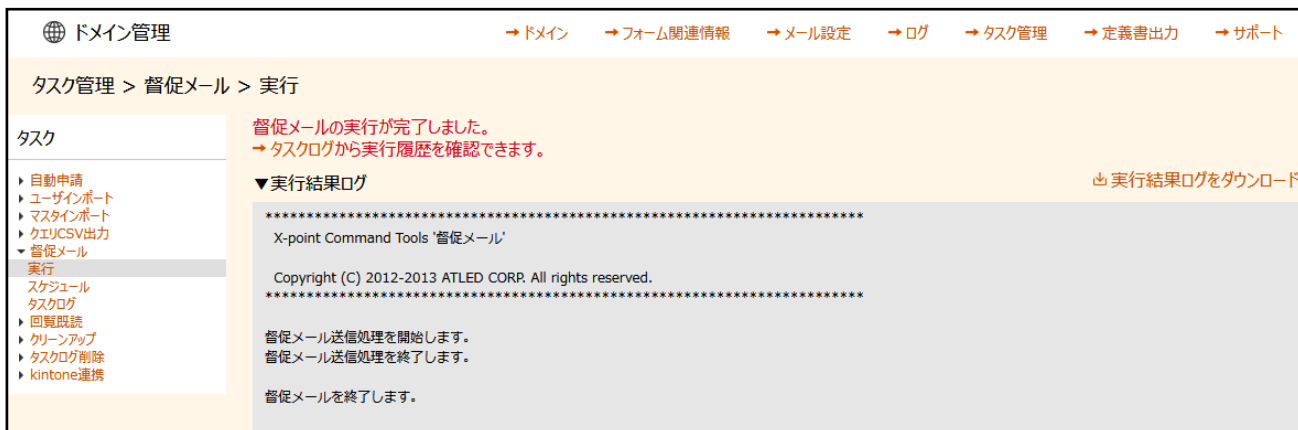 ドメイン管理
→ ドメイン → フォーム関連情報 → メール設定 → ログ → タスク管理 → 定義書出力 → サポート
タスク管理 > 督促メール > 実行
タスク
自動申請
ユーザインポート
マスタインポート
クエリCSV出力
督促メール
実行
スケジュール
タスクログ
回覧既読
クリーンアップ
タスクログ削除
kintone連携
督促メールの実行が完了しました。
→ タスクログから実行履歴を確認できます。
▼実行結果ログ
実行結果ログをダウンロード
*************************************************************************
X-point Command Tools '督促メール'
Copyright (C) 2012-2013 ATLED CORP. All rights reserved.
*************************************************************************
督促メール送信処理を開始します。
督促メール送信処理を終了します。
督促メールを終了します。